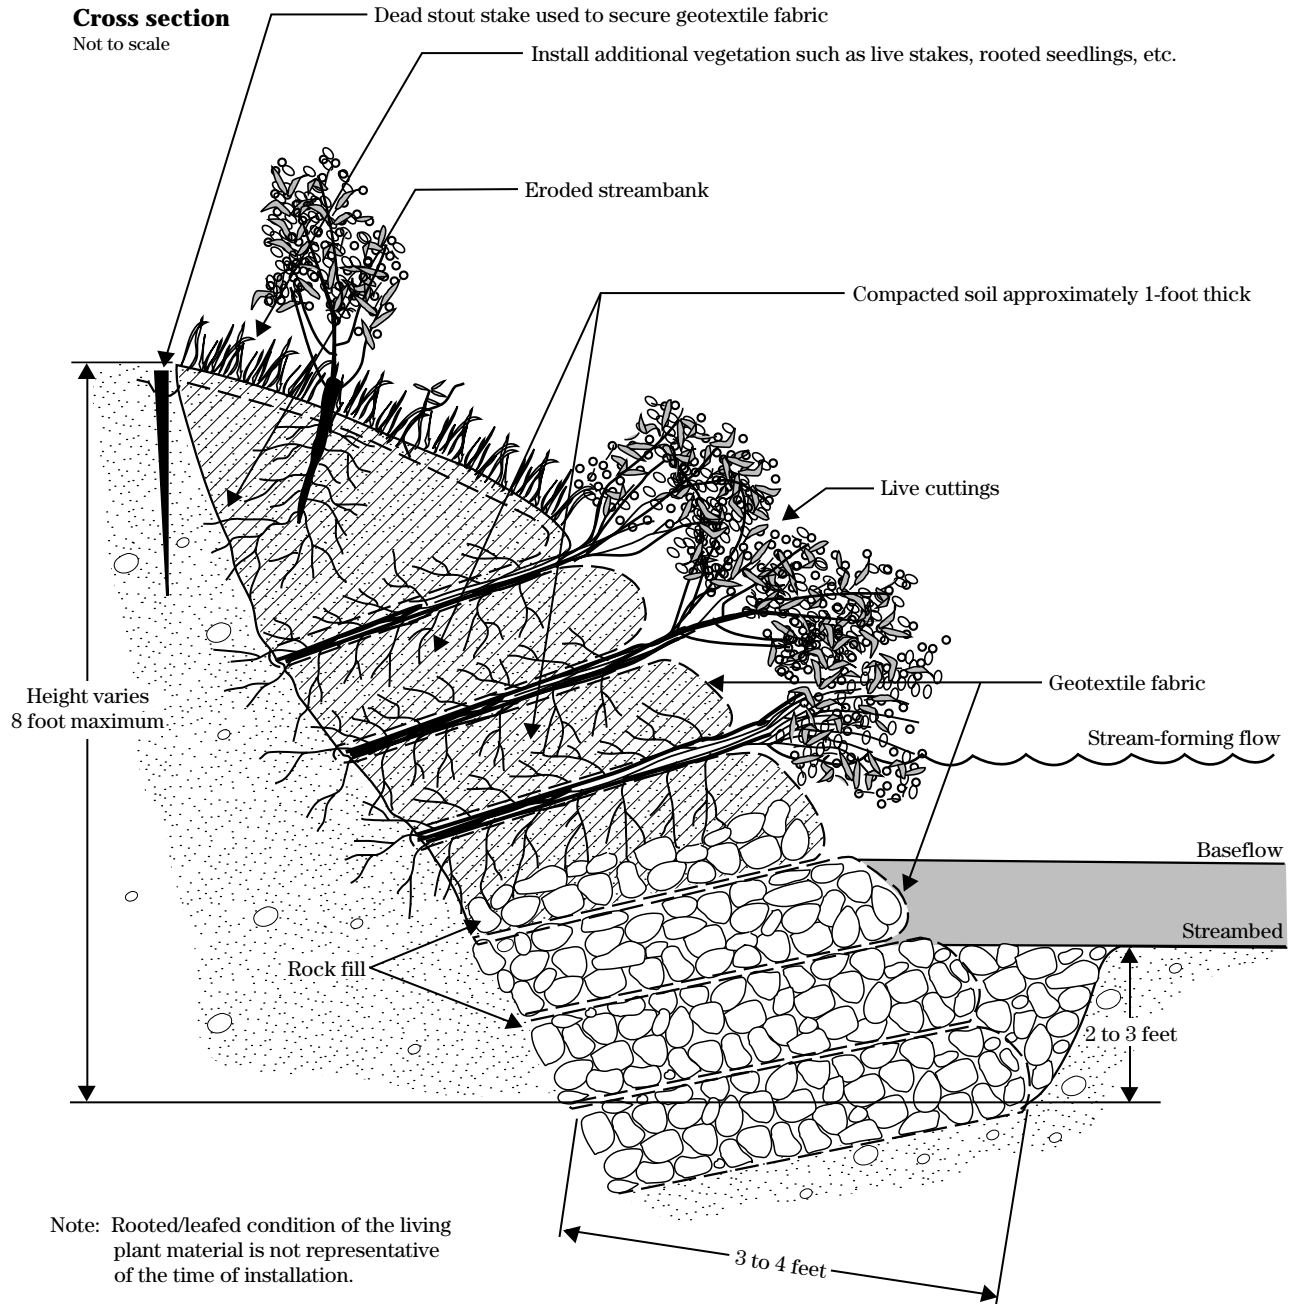 Cross section
Not to scale
Dead stout stake used to secure geotextile fabric
Install additional vegetation such as live stakes, rooted seedlings, etc.
Eroded streambank
Compacted soil approximately 1-foot thick
Live cuttings
Height varies
8 foot maximum
Geotextile fabric
Stream-forming flow
Baseflow
Streambed
Rock fill
2 to 3 feet
3 to 4 feet
Note: Rooted/leafed condition of the living
plant material is not representative
of the time of installation.